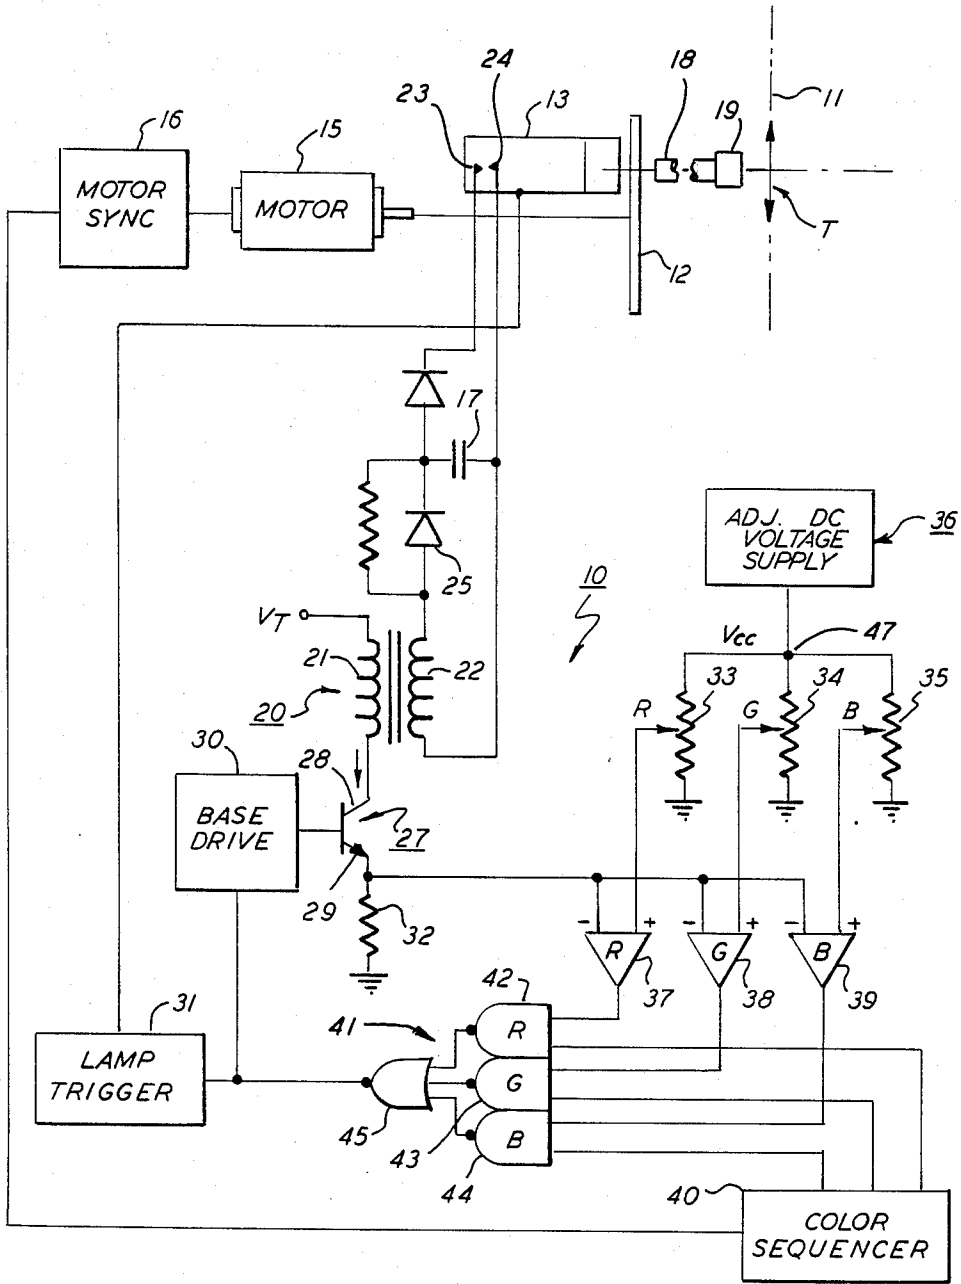 16
MOTOR
SYNC
15
MOTOR
23
24
13
18
19
11
T
12
17
25
V_T
21
22
20
10
ADJ. DC
VOLTAGE
SUPPLY
36
Vcc
47
R
33
G
34
B
35
30
BASE
DRIVE
28
27
29
32
- +
- +
- +
R
G
B
37
38
39
31
LAMP
TRIGGER
41
42
R
G
B
45
43
44
40
COLOR
SEQUENCER